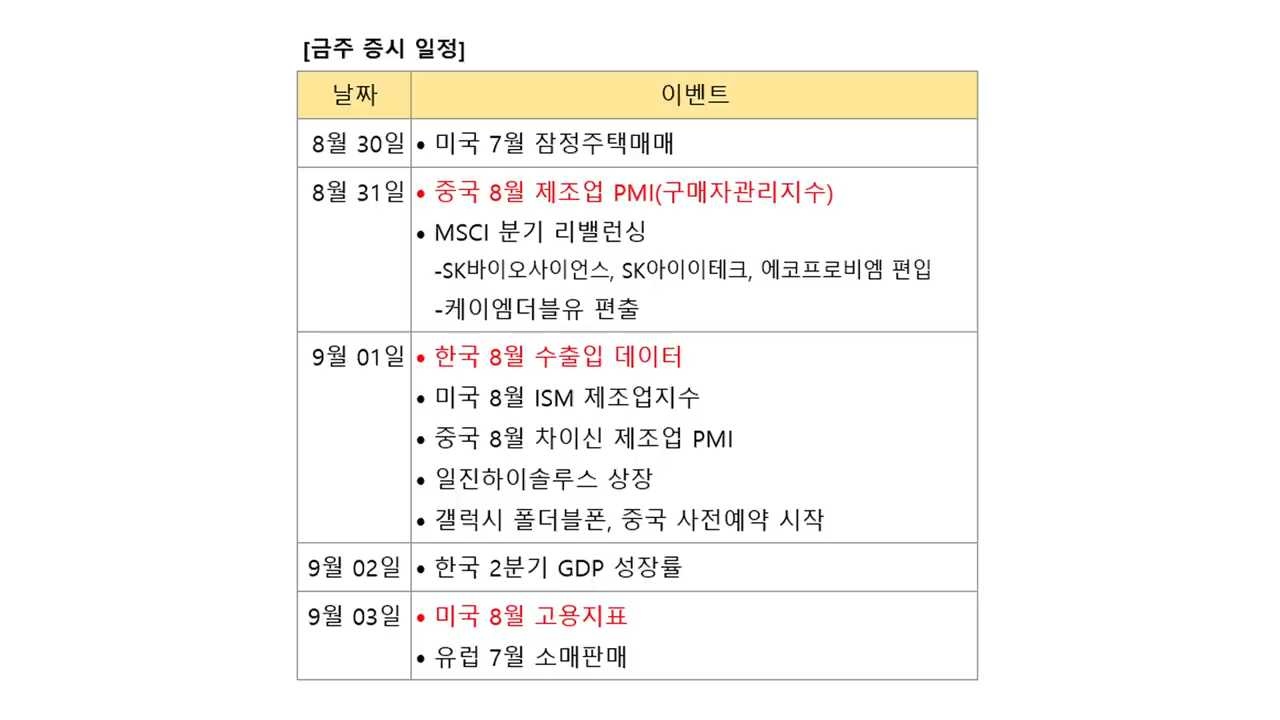 [금주 증시 일정]
날짜 이벤트
8월 30일 • 미국 7월 잠정주택매매
8월 31일 • 중국 8월 제조업 PMI(구매자관리지수)
• MSCI 분기 리밸런싱
-SK바이오사이언스, SK아이이테크, 에코프로비엠 편입
-케이엠더블유 편출
9월 01일 • 한국 8월 수출입 데이터
• 미국 8월 ISM 제조업지수
• 중국 8월 차이신 제조업 PMI
• 일진하이솔루스 상장
• 갤럭시 폴더블폰, 중국 사전예약 시작
9월 02일 • 한국 2분기 GDP 성장률
9월 03일 • 미국 8월 고용지표
• 유럽 7월 소매판매